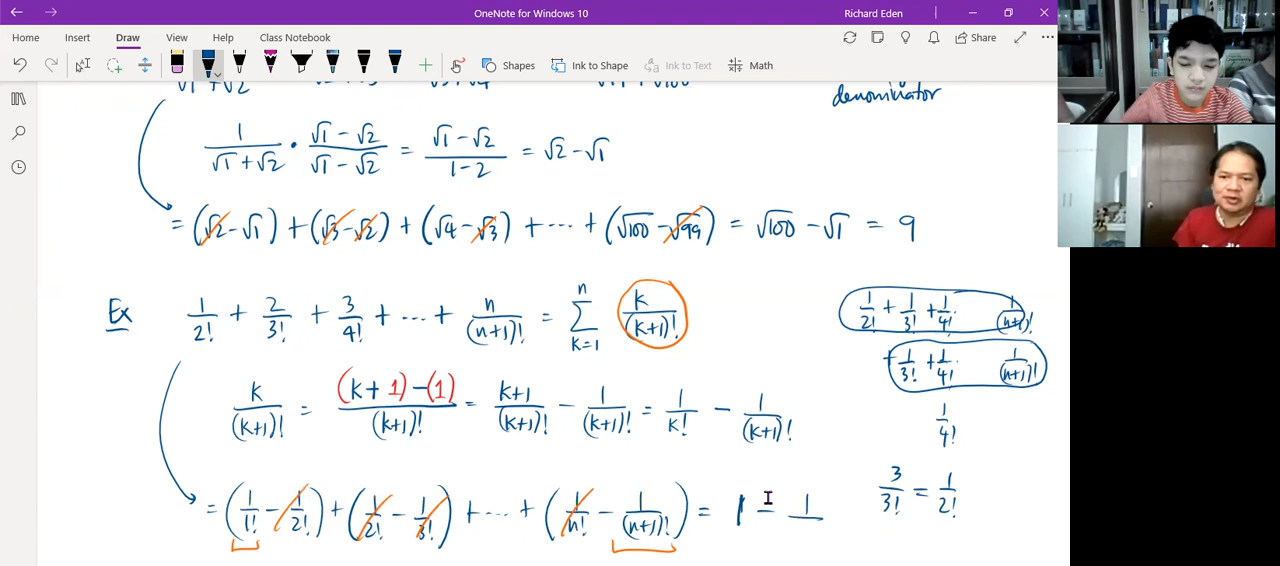 OneNote for Windows 10
Richard Eden
Home Insert Draw View Help Class Notebook
Share
Shapes Ink to Shape Ink to Text Math
denominator
1/(√1+√2) • (√1-√2)/(√1-√2) = (√1-√2)/(1-2) = √2-√1
= (√2-√1) + (√3-√2) + (√4-√3) + ... + (√100-√99) = √100-√1 = 9
Ex 1/2! + 2/3! + 3/4! + ... + n/(n+1)! = Σ_{k=1}^{n} k/(k+1)!
1/2! + 1/3! + 1/4! 1/(n+1)!
+ 1/3! + 1/4! 1/(n+1)!
1/4!
k/(k+1)! = ((k+1)-(1))/(k+1)! = (k+1)/(k+1)! - 1/(k+1)! = 1/k! - 1/(k+1)!
3/3! = 1/2!
= (1/1! - 1/2!) + (1/2! - 1/3!) + ... + (1/n! - 1/(n+1)!) = 1 - 1